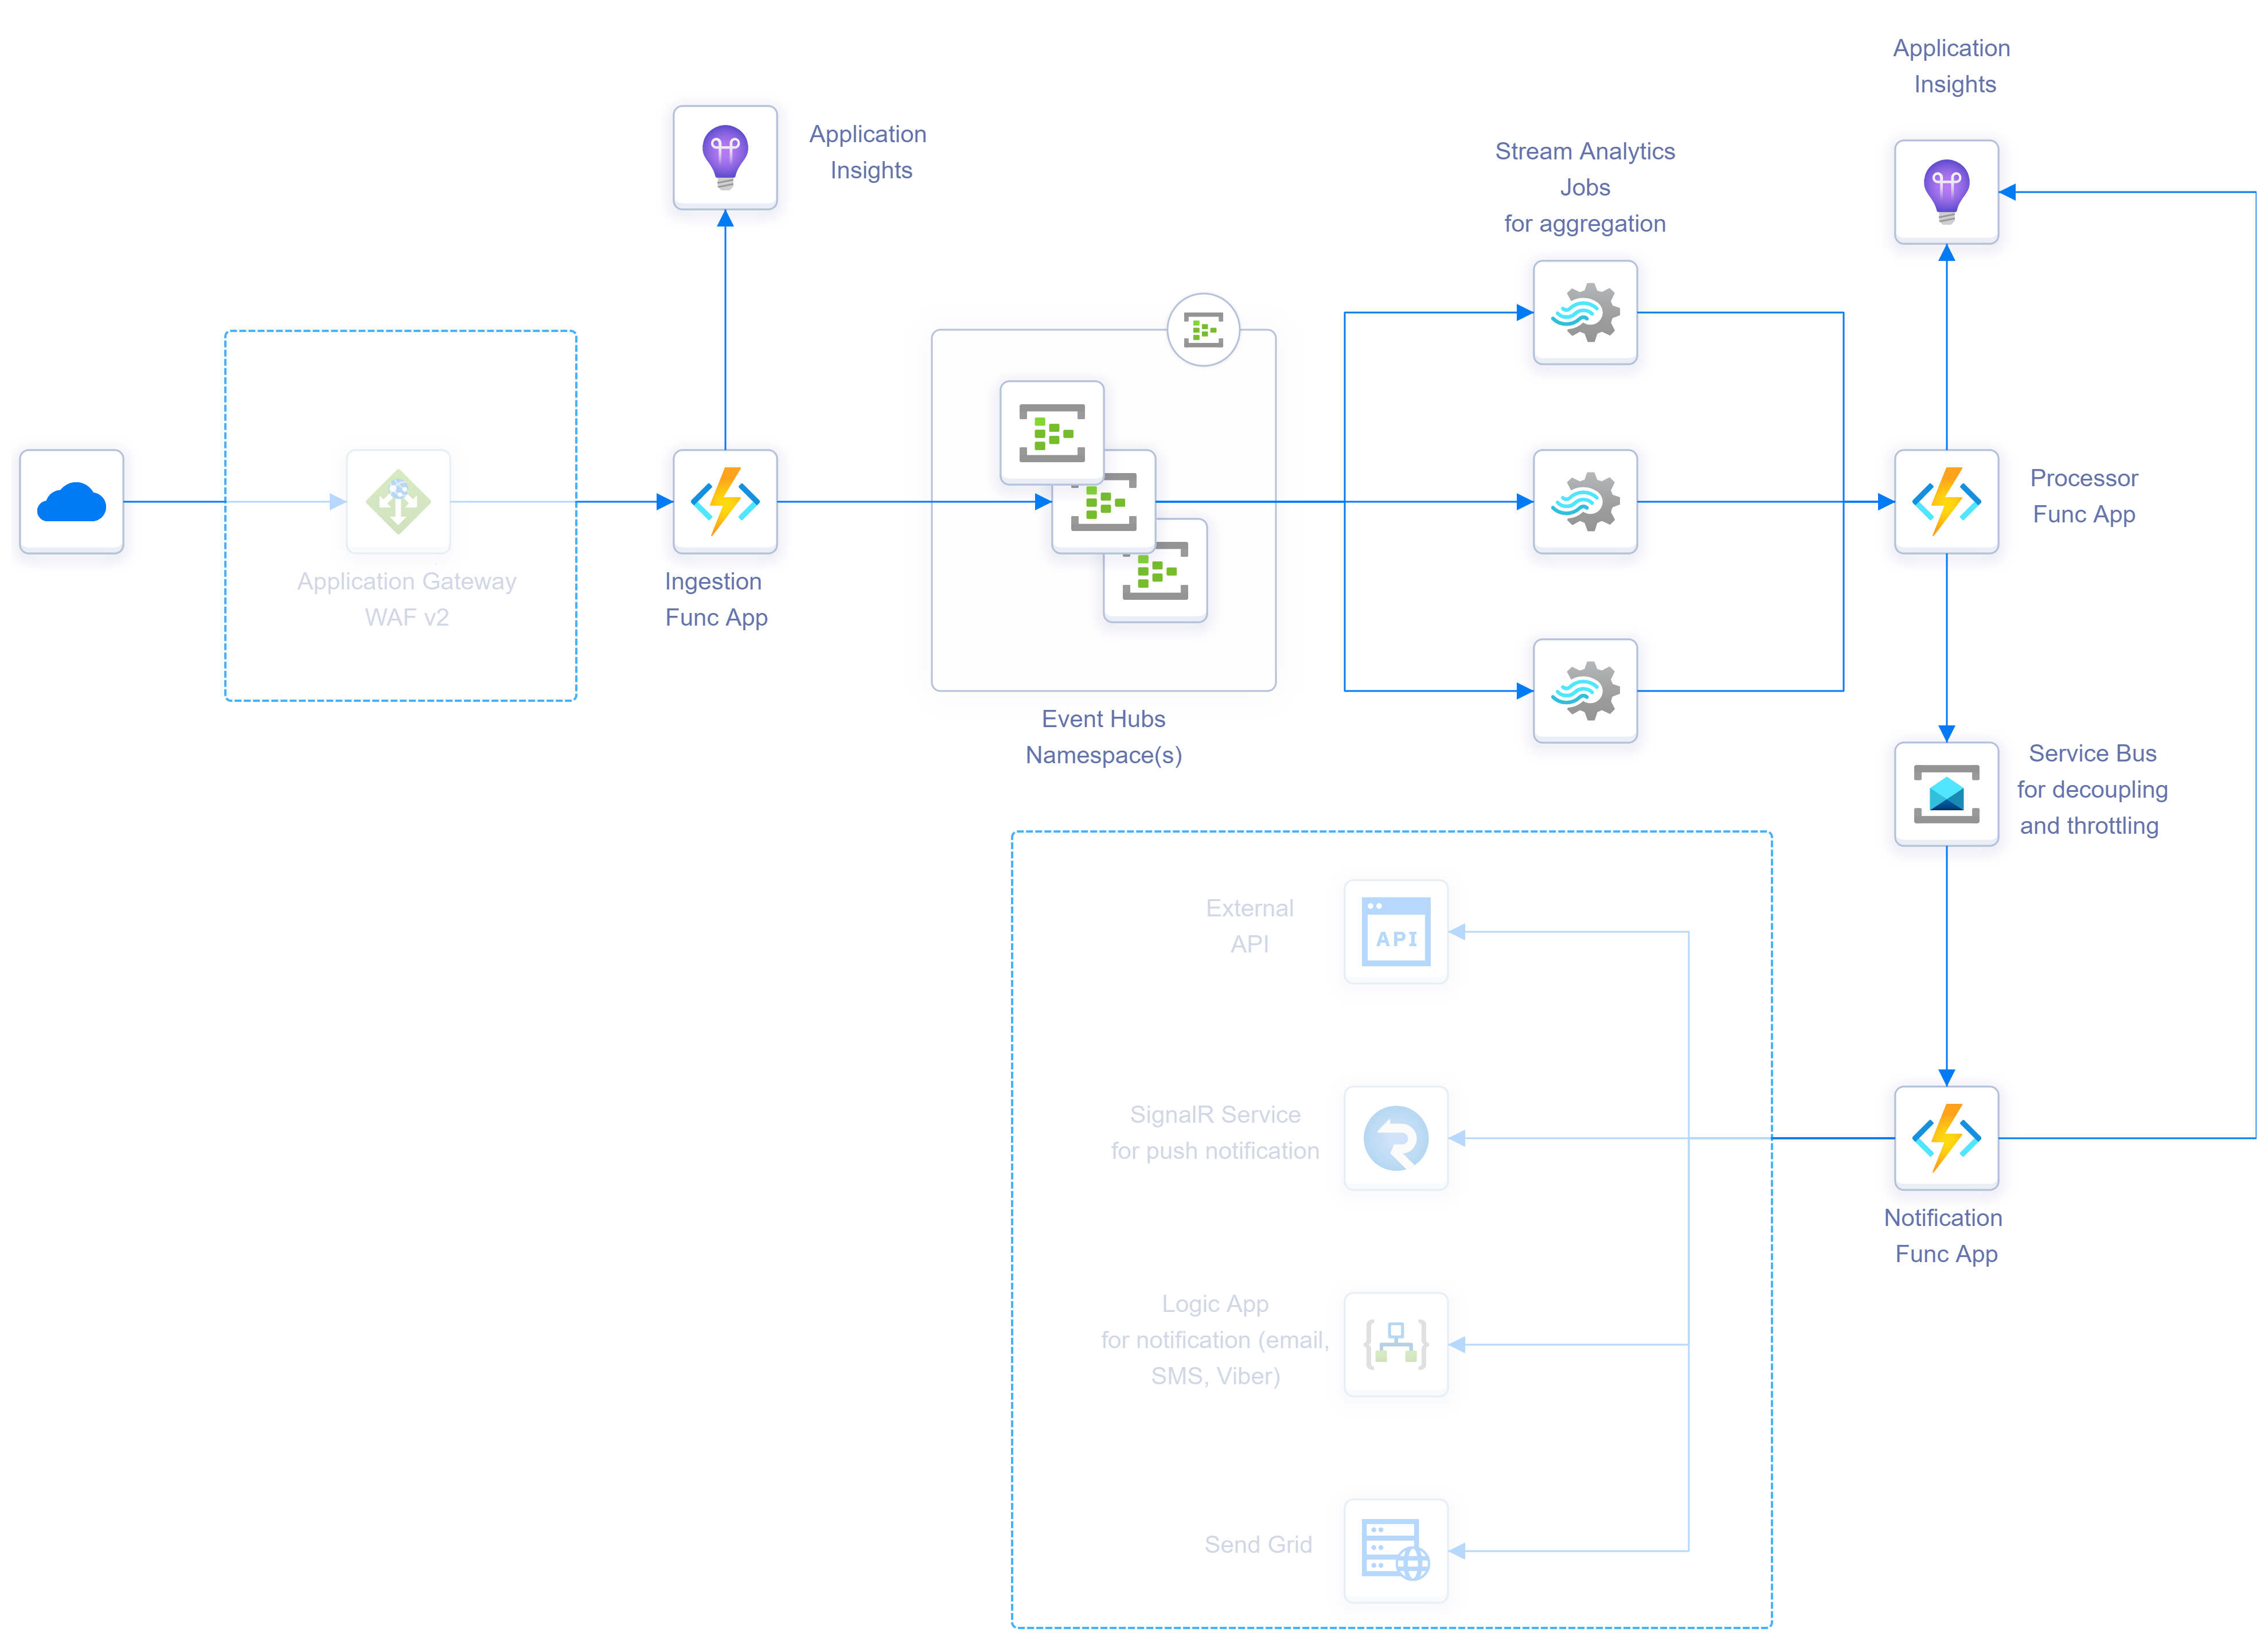 Application
Insights
Application
Insights
Stream Analytics
Jobs
for aggregation
Application Gateway
WAF v2
Ingestion
Func App
Event Hubs
Namespace(s)
Processor
Func App
Service Bus
for decoupling
and throttling
External
API
API
SignalR Service
for push notification
Notification
Func App
Logic App
for notification (email,
SMS, Viber)
Send Grid